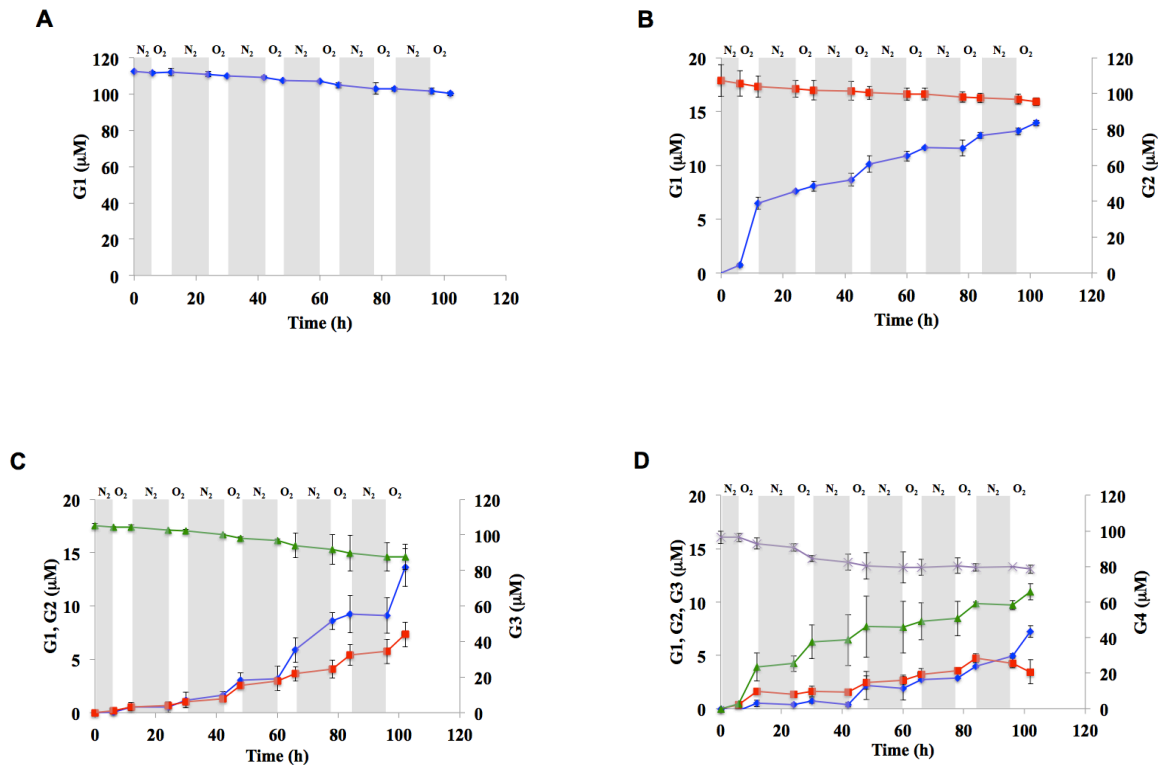 A
N₂ O₂ N₂ O₂ N₂ O₂ N₂ O₂ N₂ O₂ N₂ O₂
120
100
80
60
40
20
0
G1 (μM)
0 20 40 60 80 100 120
Time (h)
B
N₂ O₂ N₂ O₂ N₂ O₂ N₂ O₂ N₂ O₂ N₂ O₂
20
15
10
5
0
G1 (μM)
120
100
80
60
40
20
0
G2 (μM)
0 20 40 60 80 100 120
Time (h)
C
N₂ O₂ N₂ O₂ N₂ O₂ N₂ O₂ N₂ O₂ N₂ O₂
20
15
10
5
0
G1, G2 (μM)
120
100
80
60
40
20
0
G3 (μM)
0 20 40 60 80 100 120
Time (h)
D
N₂ O₂ N₂ O₂ N₂ O₂ N₂ O₂ N₂ O₂ N₂ O₂
20
15
10
5
0
G1, G2, G3 (μM)
120
100
80
60
40
20
0
G4 (μM)
0 20 40 60 80 100 120
Time (h)